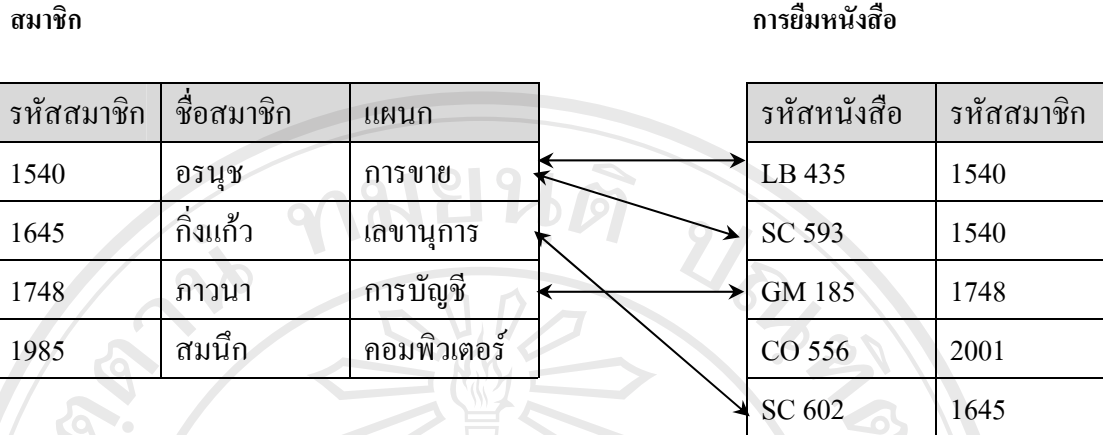 สมาชิก การยืมหนังสือ
รหัสสมาชิก ชื่อสมาชิก แผนก รหัสหนังสือ รหัสสมาชิก
1540 อรนุช การขาย LB 435 1540
1645 กิ่งแก้ว เลขานุการ SC 593 1540
1748 ภาวนา การบัญชี GM 185 1748
1985 สมนึก คอมพิวเตอร์ CO 556 2001
SC 602 1645